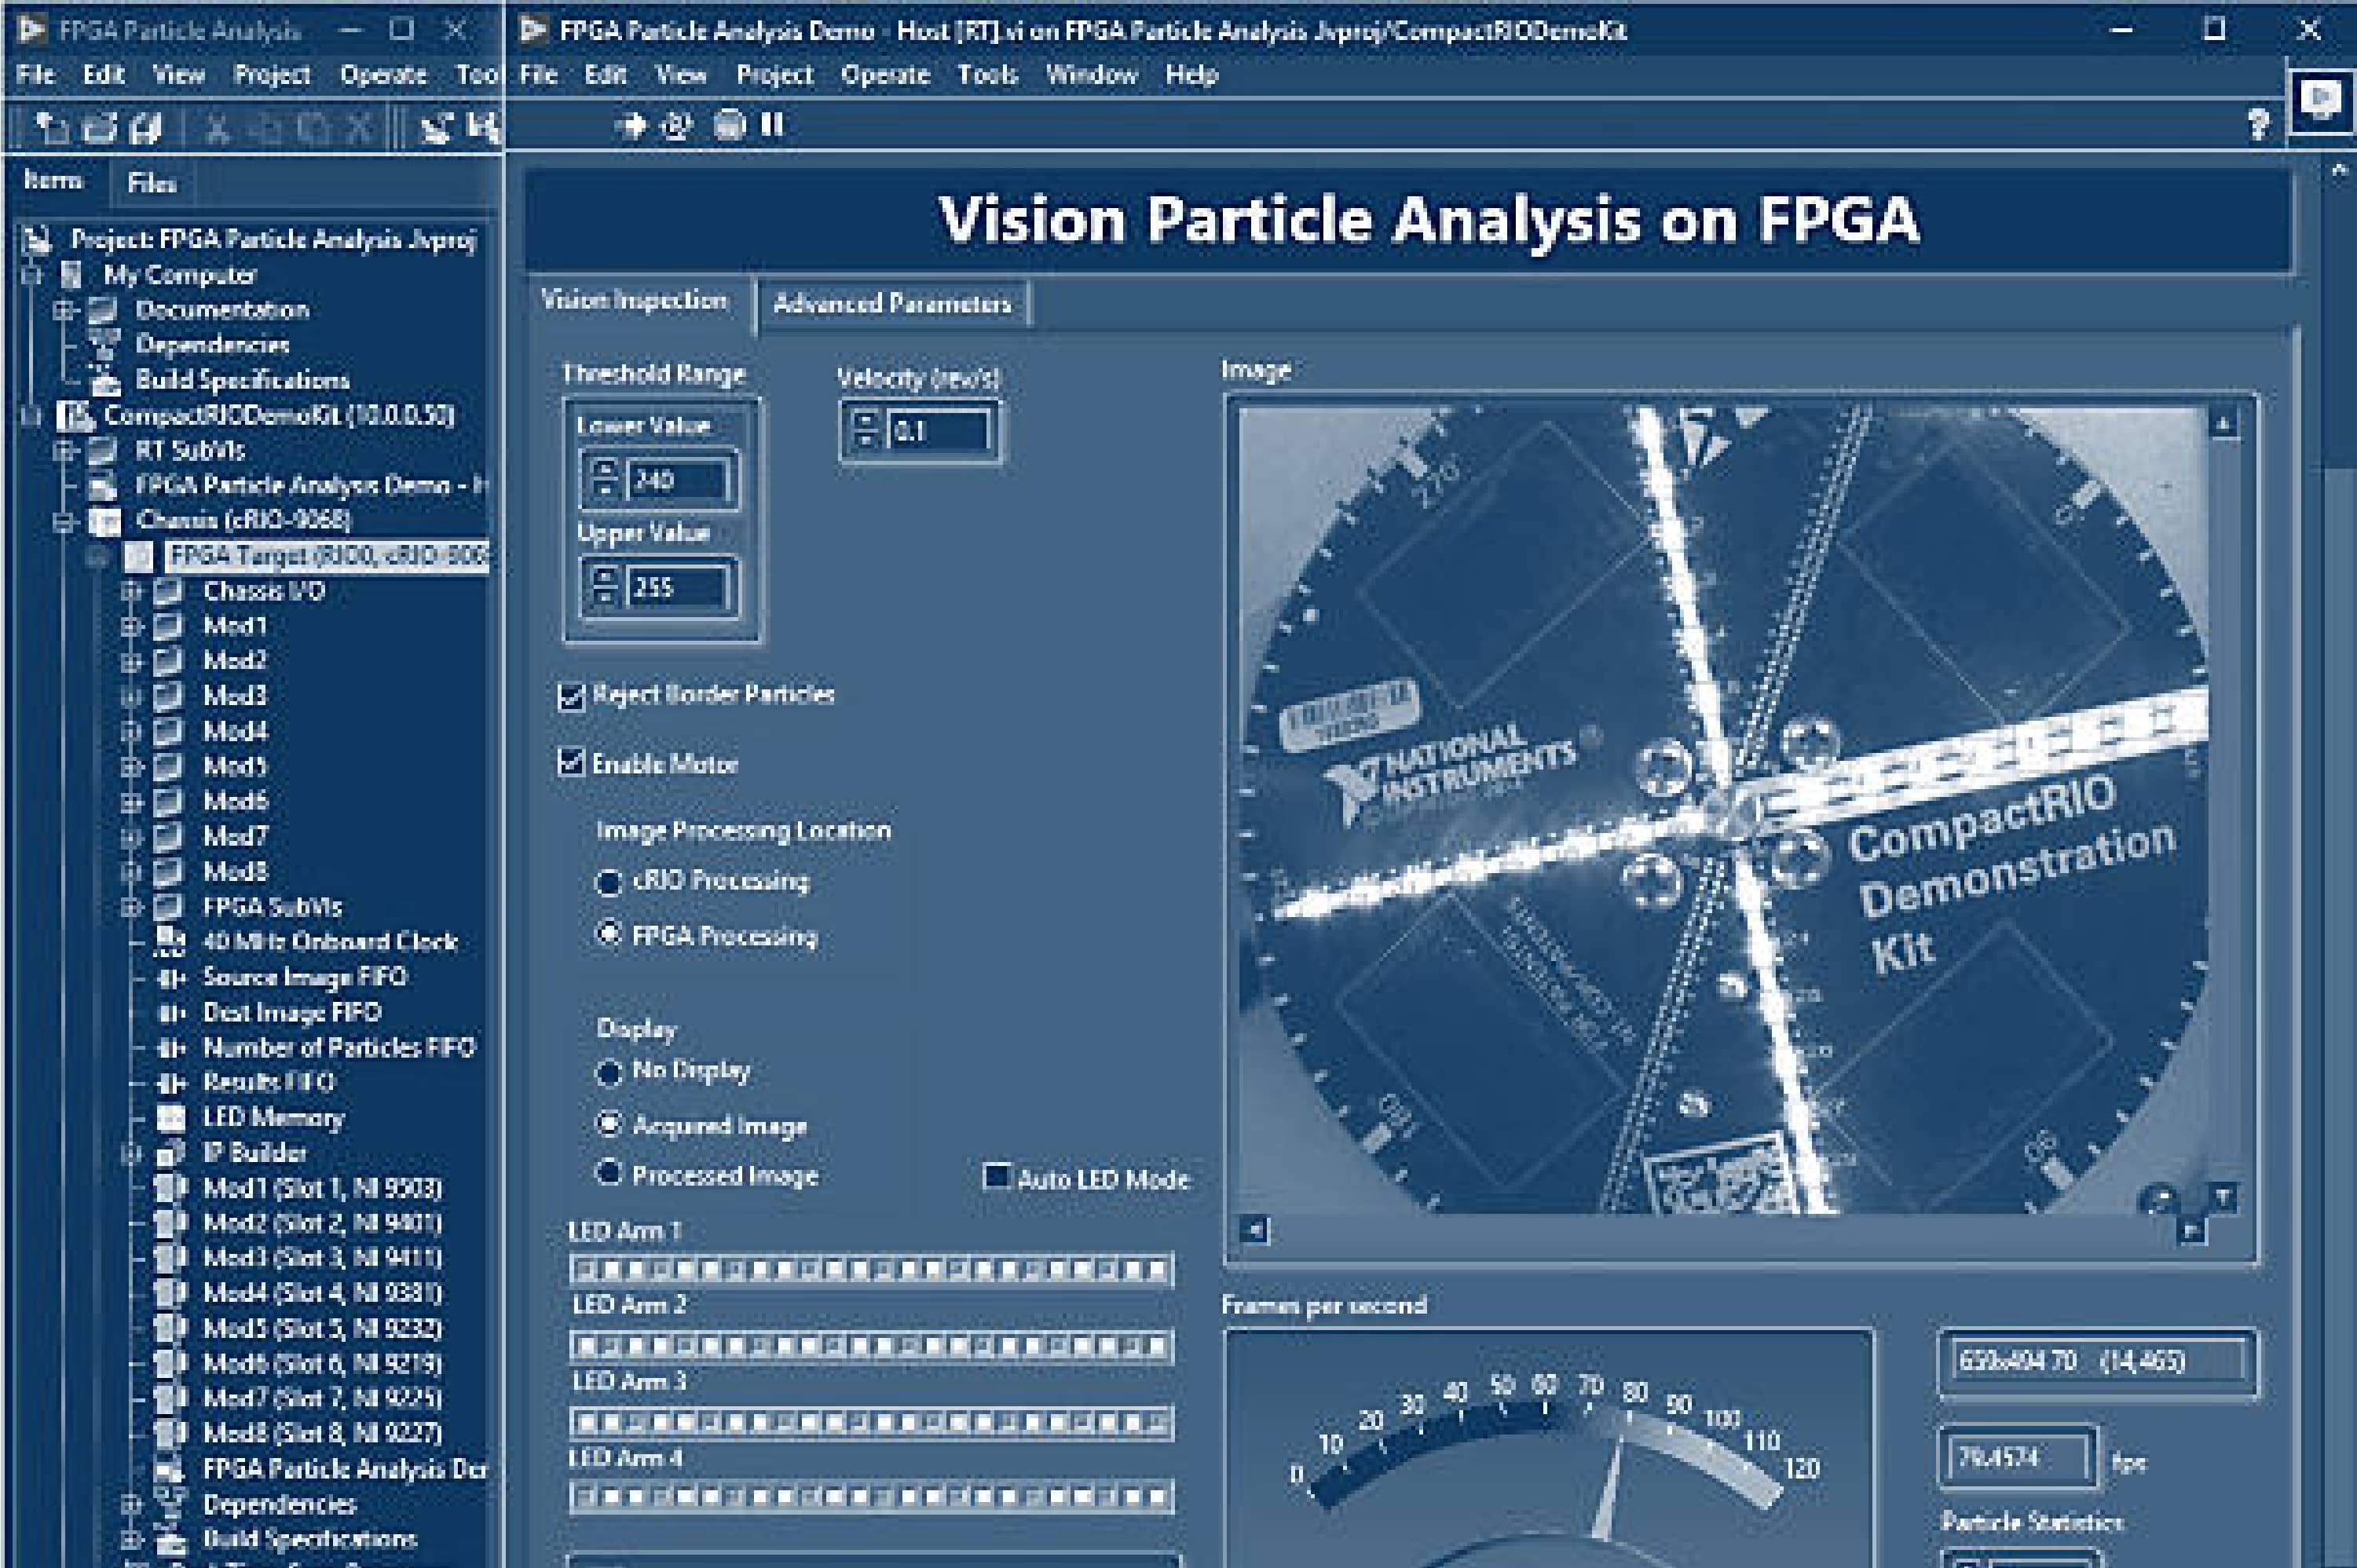 FPGA Particle Analysis
File Edit View Project Operate Too
Items Files
Project: FPGA Particle Analysis .lvproj
My Computer
Documentation
Dependencies
Build Specifications
CompactRIODemoKit (10.0.0.50)
RT SubVIs
FPGA Particle Analysis Demo -
Chassis (cRIO-9068)
FPGA Target (RIO0, cRIO-906
Chassis I/O
Mod1
Mod2
Mod3
Mod4
Mod5
Mod6
Mod7
Mod8
FPGA SubVIs
40 MHz Onboard Clock
Source Image FIFO
Dest Image FIFO
Number of Particles FIFO
Results FIFO
LED Memory
IP Builder
Mod1 (Slot 1, NI 9503)
Mod2 (Slot 2, NI 9401)
Mod3 (Slot 3, NI 9411)
Mod4 (Slot 4, NI 9381)
Mod5 (Slot 5, NI 9232)
Mod6 (Slot 6, NI 9219)
Mod7 (Slot 7, NI 9225)
Mod8 (Slot 8, NI 9227)
FPGA Particle Analysis Der
Dependencies
Build Specifications
FPGA Particle Analysis Demo - Host [RT].vi on FPGA Particle Analysis .lvproj/CompactRIODemoKit
File Edit View Project Operate Tools Window Help
Vision Particle Analysis on FPGA
Vision Inspection Advanced Parameters
Threshold Range
Lower Value
240
Upper Value
255
Velocity (rev/s)
0.1
Reject Border Particles
Enable Motor
Image Processing Location
cRIO Processing
FPGA Processing
Display
No Display
Acquired Image
Processed Image
Auto LED Mode
LED Arm 1
LED Arm 2
LED Arm 3
LED Arm 4
Image
270
0
NATIONAL
INSTRUMENTS
CompactRIO
Demonstration
Kit
180
90
Frames per second
0 10 20 30 40 50 60 70 80 90 100 110 120
659x494 70 (14,465)
79.4574 fps
Particle Statistics